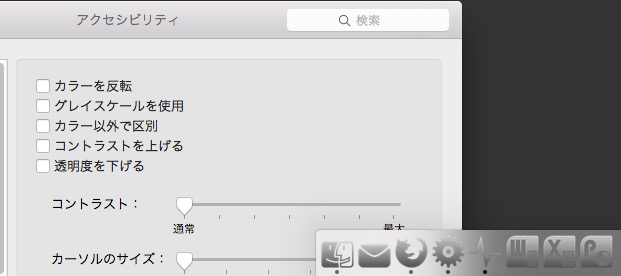 アクセシビリティ
検索
カラーを反転
グレイスケールを使用
カラー以外で区別
コントラストを上げる
透明度を下げる
コントラスト：
通常
最大
カーソルのサイズ：